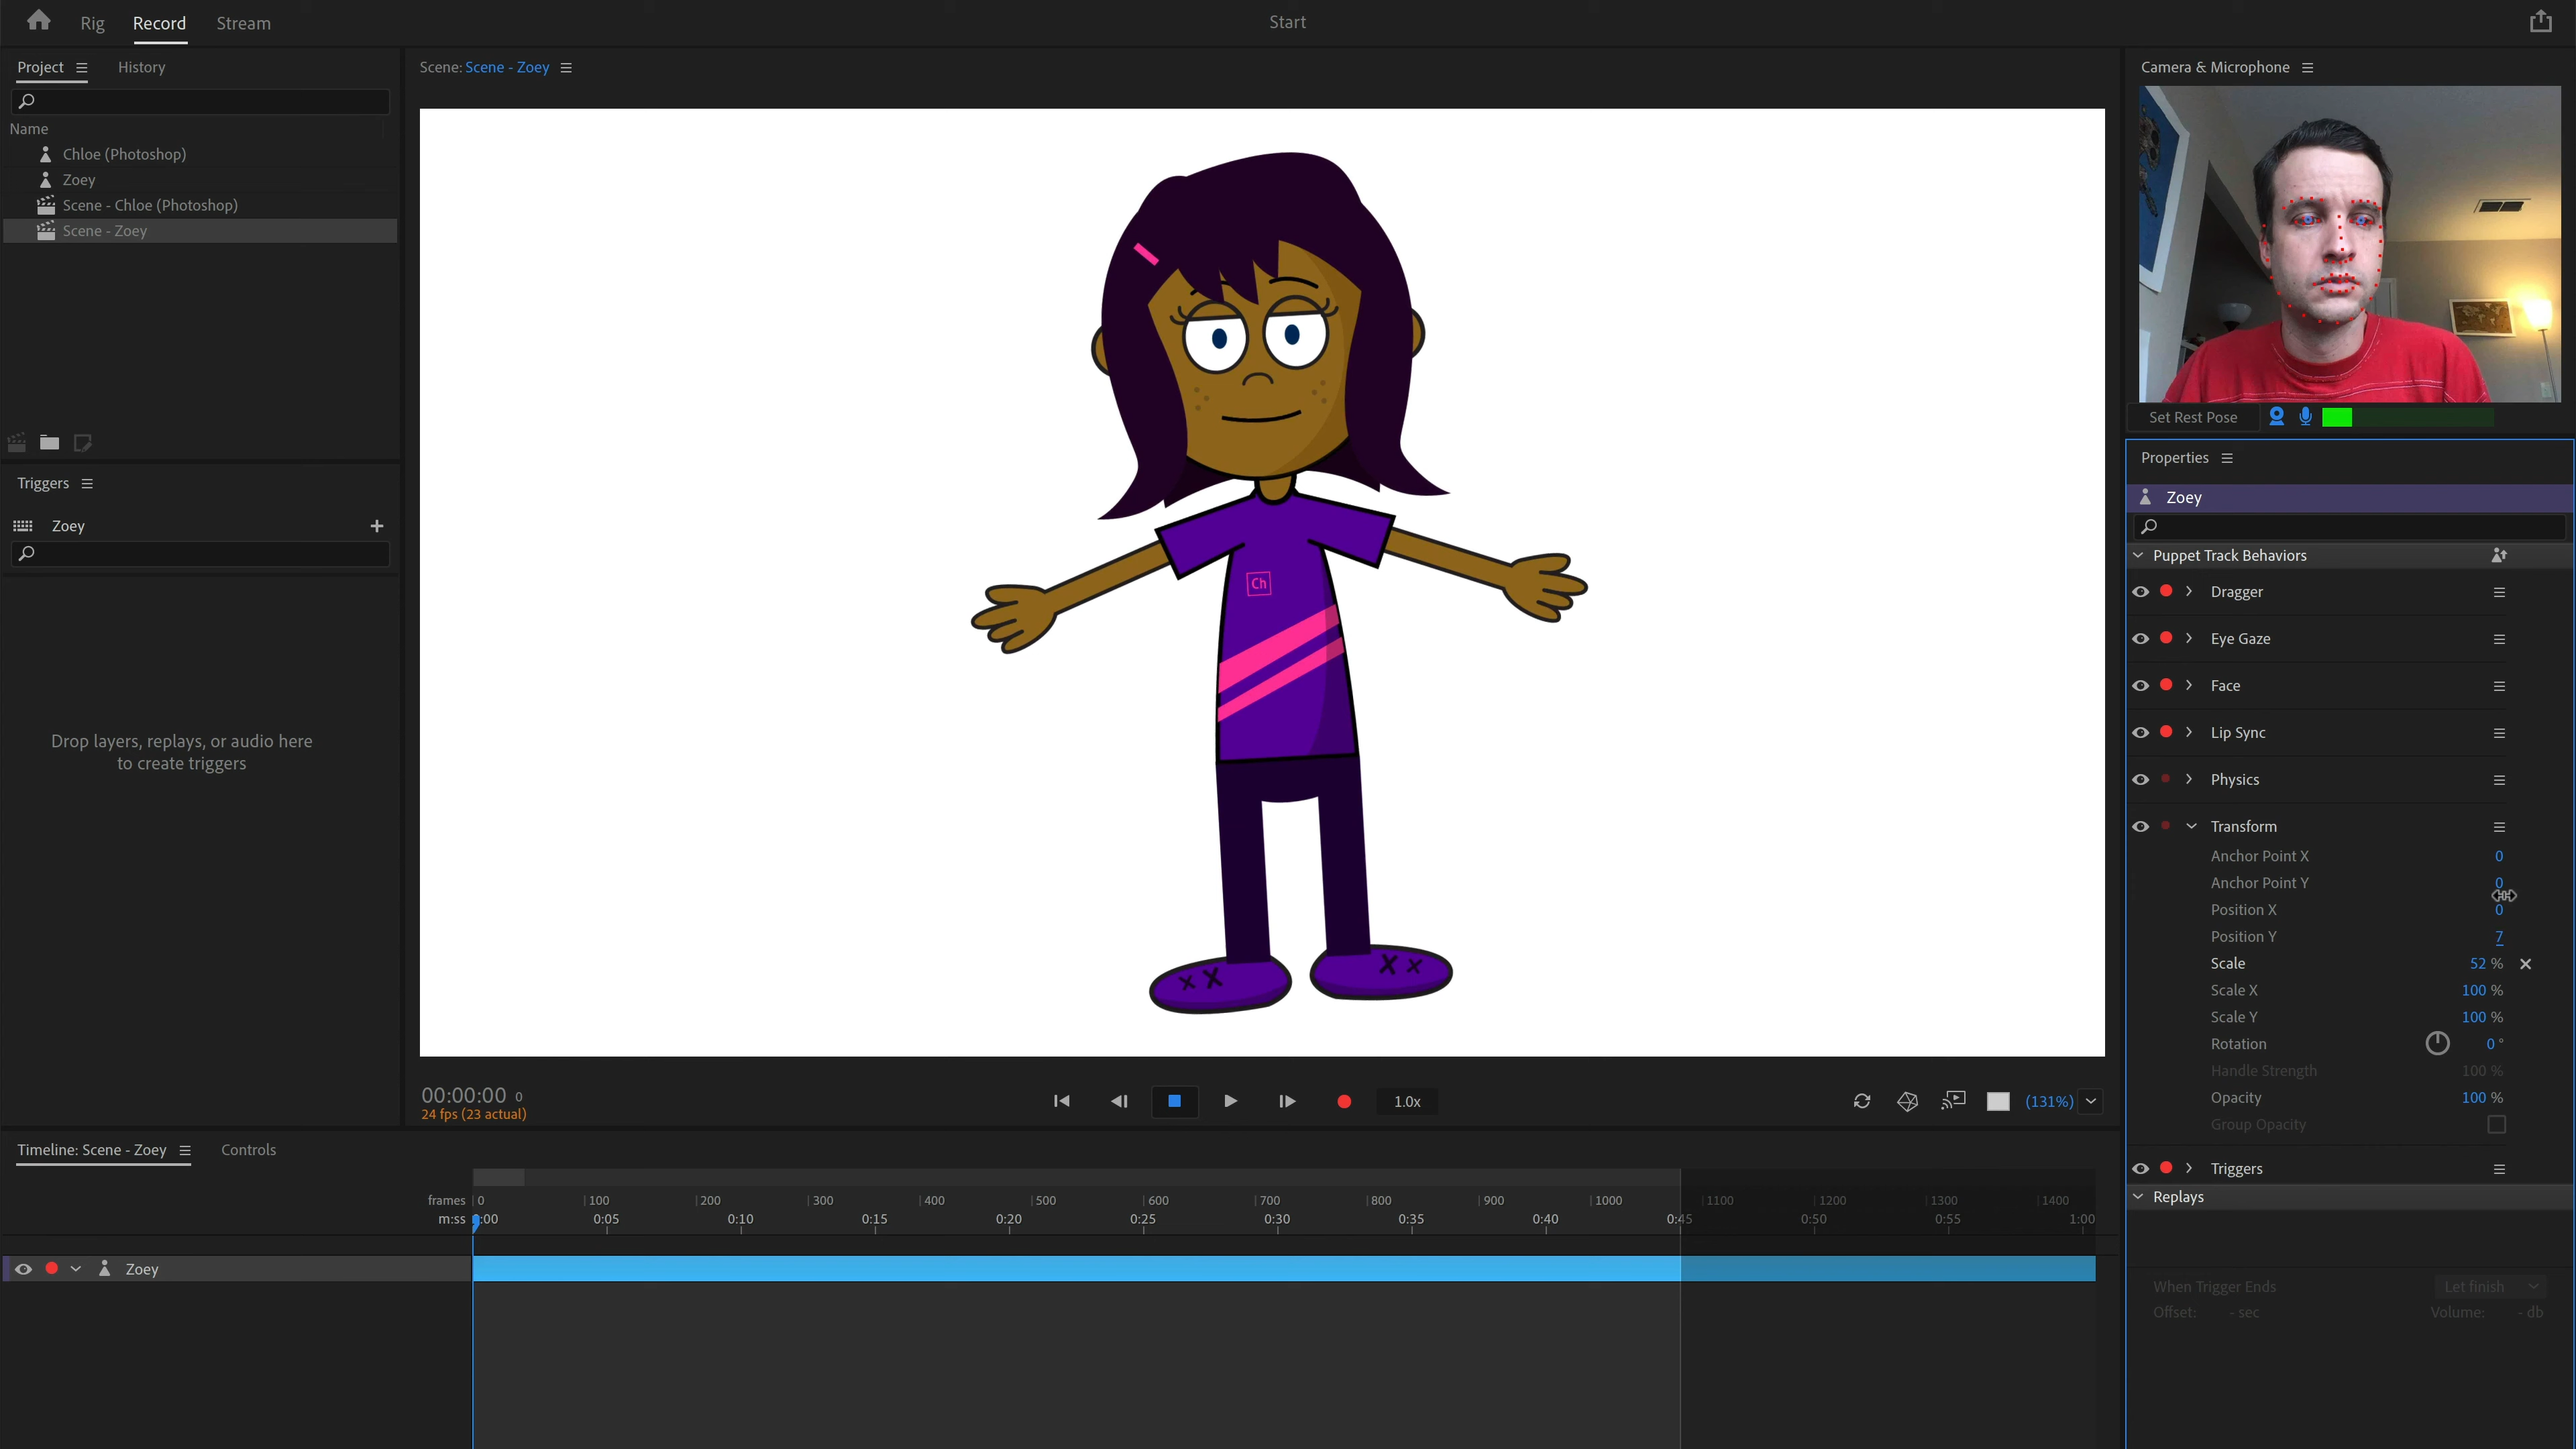 Rig Record Stream
Start
Project History
Name
Chloe (Photoshop)
Zoey
Scene - Chloe (Photoshop)
Scene - Zoey
Triggers
Zoey
Drop layers, replays, or audio here
to create triggers
Scene: Scene - Zoey
Ch
00:00:00 0
24 fps (23 actual)
1.0x
(131%)
Camera & Microphone
Set Rest Pose
Properties
Zoey
Puppet Track Behaviors
Dragger
Eye Gaze
Face
Lip Sync
Physics
Transform
Anchor Point X 0
Anchor Point Y 0
Position X 0
Position Y 7
Scale 52 %
Scale X 100 %
Scale Y 100 %
Rotation 0 °
Handle Strength 100 %
Opacity 100 %
Group Opacity
Triggers
Replays
When Trigger Ends Let finish
Offset: - sec Volume: - db
Timeline: Scene - Zoey Controls
frames 0 100 200 300 400 500 600 700 800 900 1000 1100 1200 1300 1400
m:ss :00 0:05 0:10 0:15 0:20 0:25 0:30 0:35 0:40 0:45 0:50 0:55 1:00
Zoey